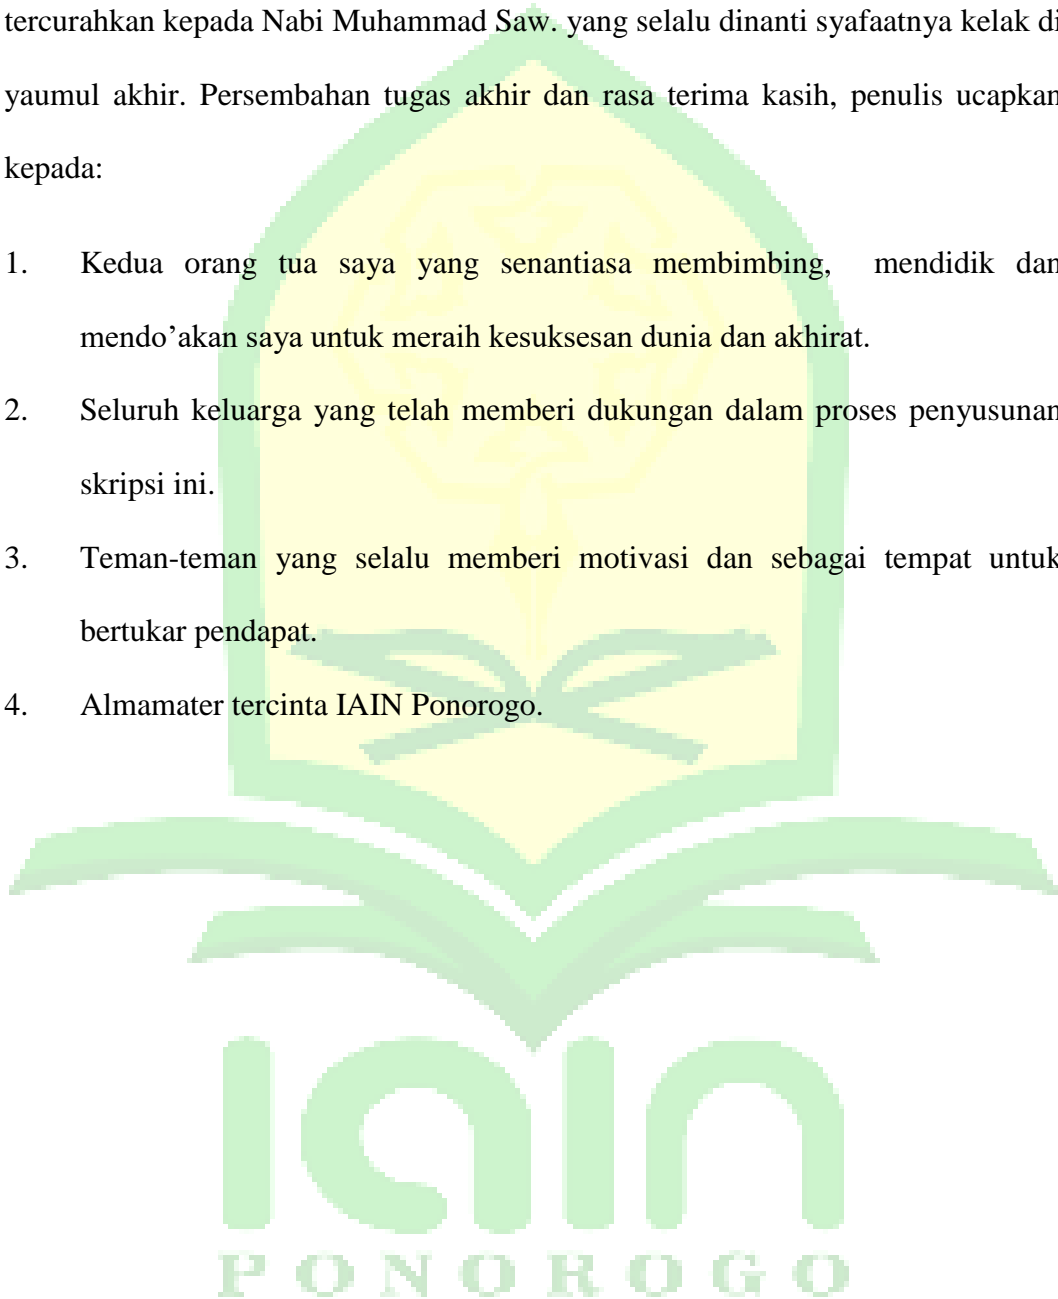 tercurahkan kepada Nabi Muhammad Saw. yang selalu dinanti syafaatnya kelak di
yaumul akhir. Persembahan tugas akhir dan rasa terima kasih, penulis ucapkan
kepada:
1. Kedua orang tua saya yang senantiasa membimbing, mendidik dan
mendo’akan saya untuk meraih kesuksesan dunia dan akhirat.
2. Seluruh keluarga yang telah memberi dukungan dalam proses penyusunan
skripsi ini.
3. Teman-teman yang selalu memberi motivasi dan sebagai tempat untuk
bertukar pendapat.
4. Almamater tercinta IAIN Ponorogo.
IAIN
PONOROGO